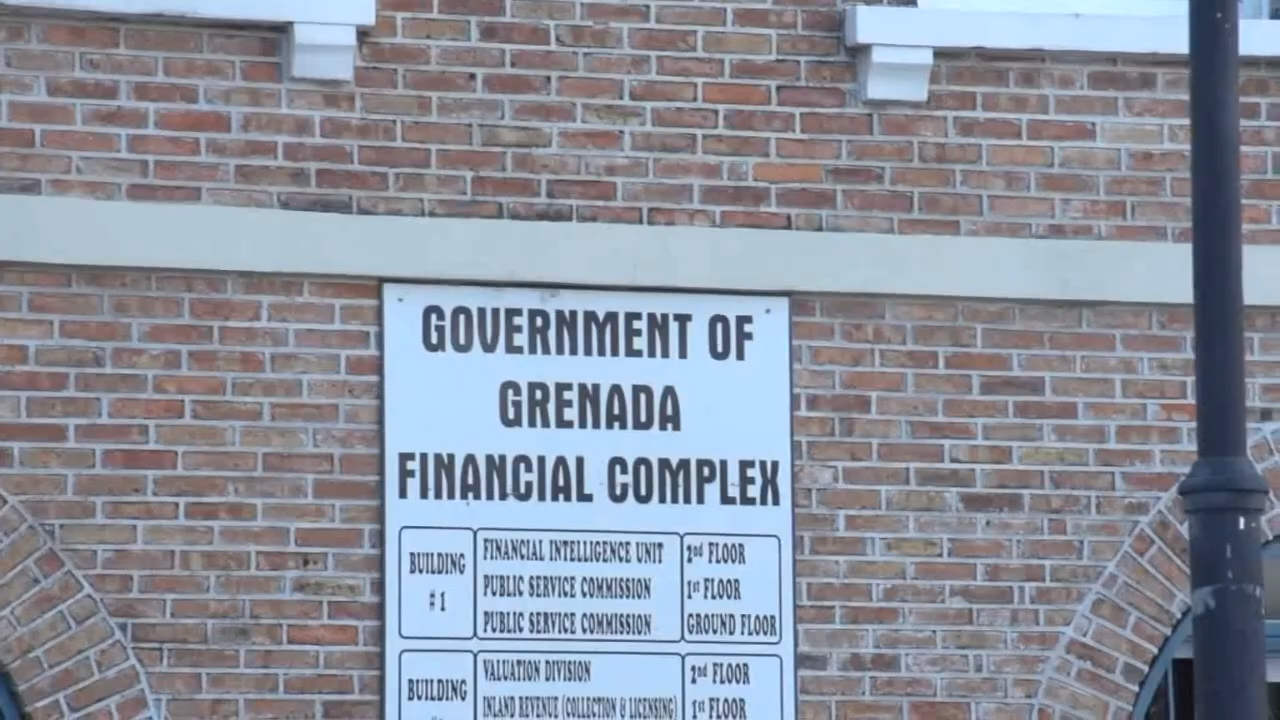 GOVERNMENT OF
GRENADA
FINANCIAL COMPLEX
BUILDING
#1
FINANCIAL INTELLIGENCE UNIT 2nd FLOOR
PUBLIC SERVICE COMMISSION 1st FLOOR
PUBLIC SERVICE COMMISSION GROUND FLOOR
BUILDING
VALUATION DIVISION 2nd FLOOR
INLAND REVENUE (COLLECTION & LICENSING) 1st FLOOR